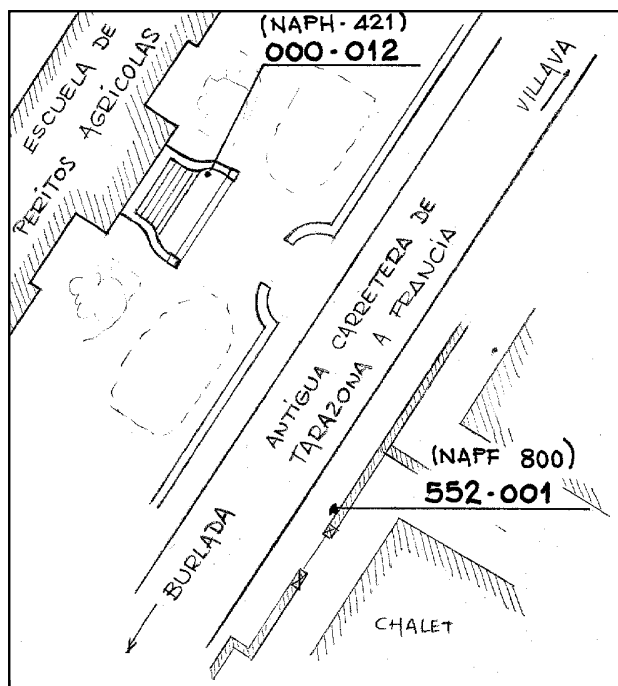 (NAPH-421)
000-012
ESCUELA DE
PERITOS AGRICOLAS
VILLAVA
ANTIGUA CARRETERA DE
TARAZONA A FRANCIA
(NAPF 800)
552-001
BURLADA
CHALET